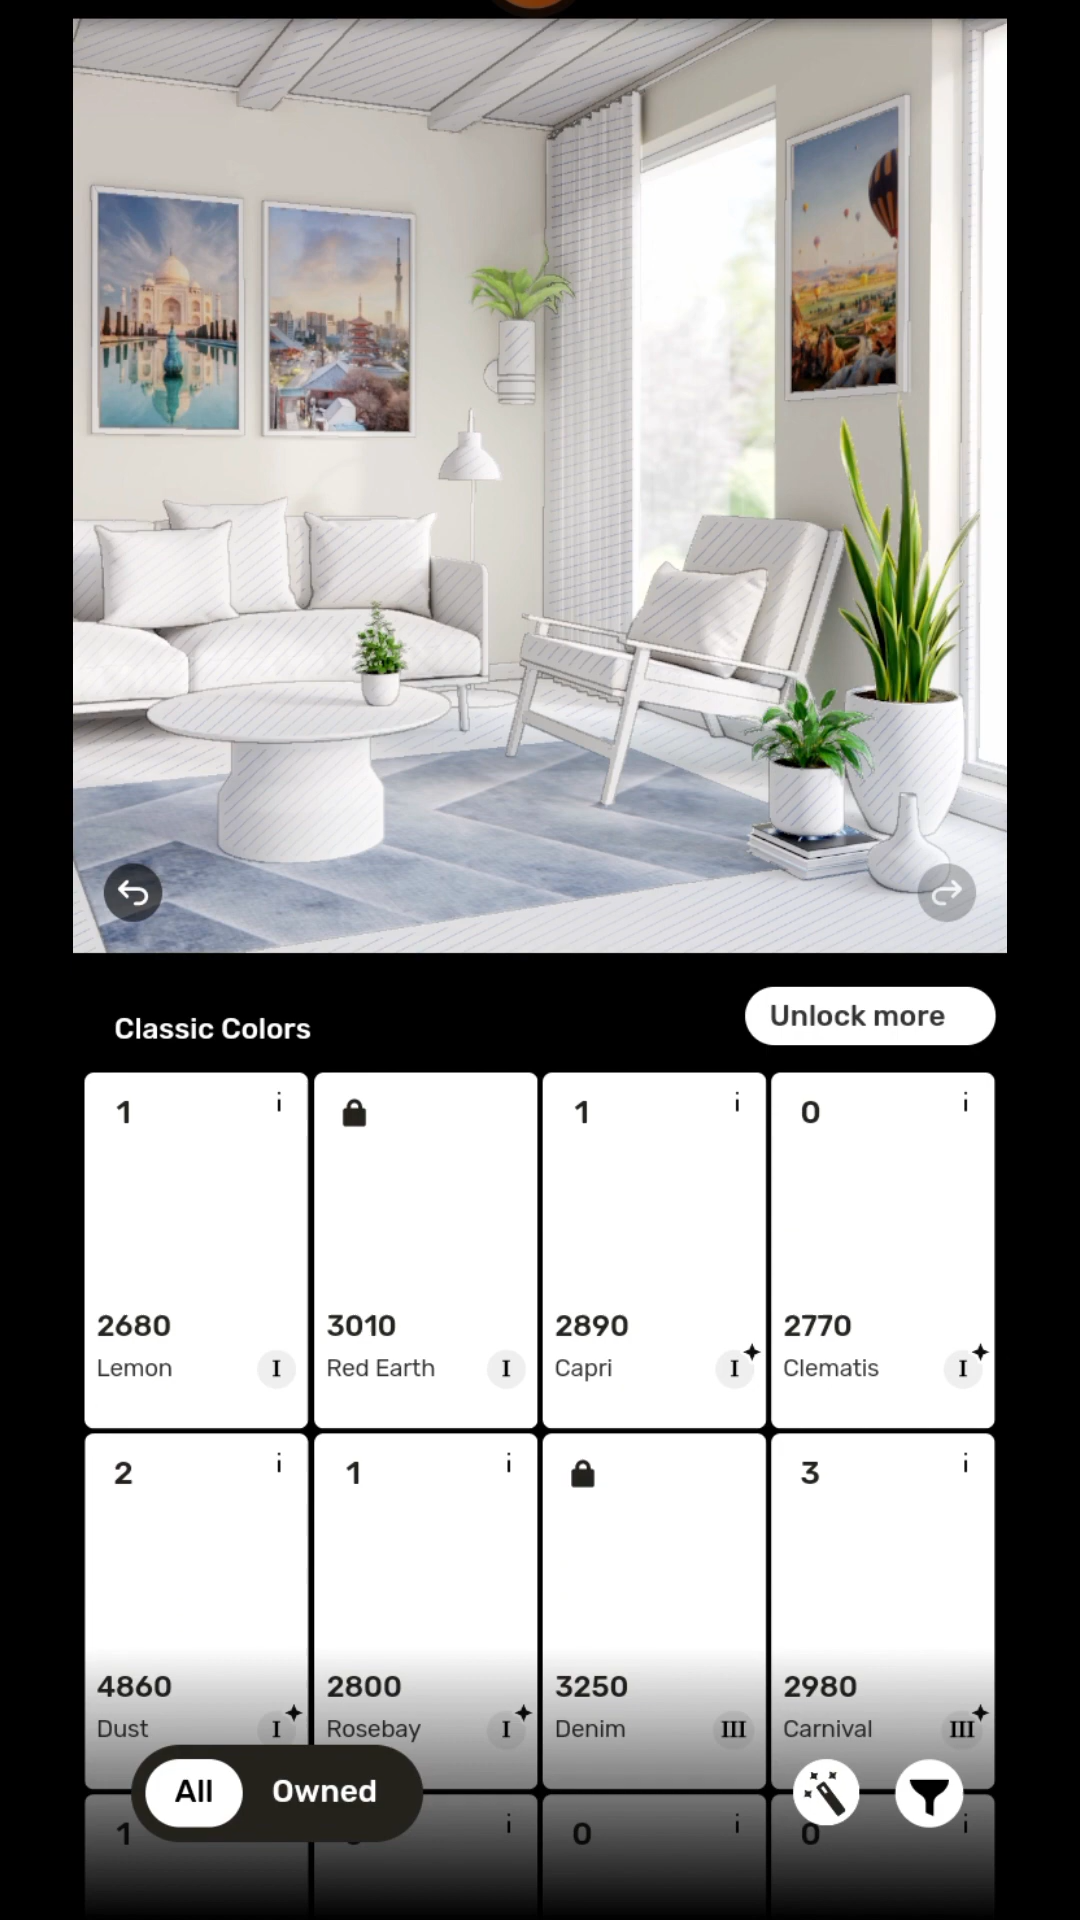 Classic Colors
Unlock more
1 i
1 i
0 i
2680
3010
2890
2770
Lemon I
Red Earth I
Capri I
Clematis I
2 i
1 i
3 i
4860
2800
3250
2980
Dust I
Rosebay I
Denim III
Carnival III
All Owned
1
i
0 i
0 i